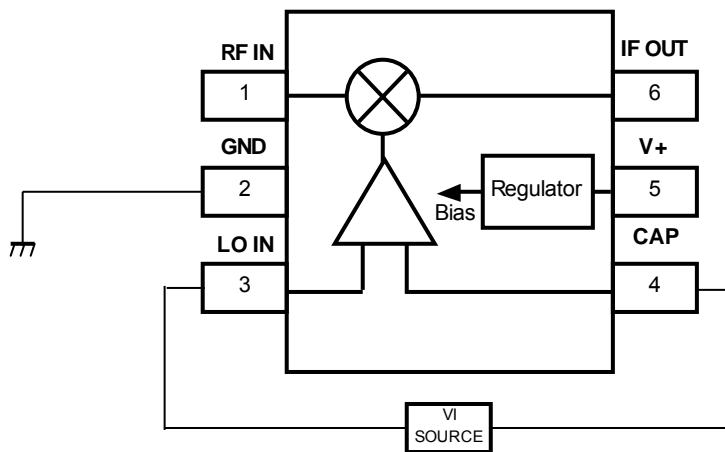 RF IN
IF OUT
1
6
GND
V+
2
Regulator
5
Bias
LO IN
CAP
3
4
VI
SOURCE